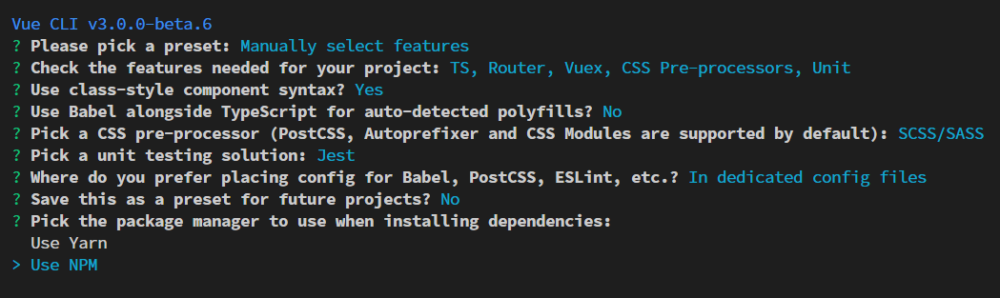 Vue CLI v3.0.0-beta.6
? Please pick a preset: Manually select features
? Check the features needed for your project: TS, Router, Vuex, CSS Pre-processors, Unit
? Use class-style component syntax? Yes
? Use Babel alongside TypeScript for auto-detected polyfills? No
? Pick a CSS pre-processor (PostCSS, Autoprefixer and CSS Modules are supported by default): SCSS/SASS
? Pick a unit testing solution: Jest
? Where do you prefer placing config for Babel, PostCSS, ESLint, etc.? In dedicated config files
? Save this as a preset for future projects? No
? Pick the package manager to use when installing dependencies:
  Use Yarn
> Use NPM